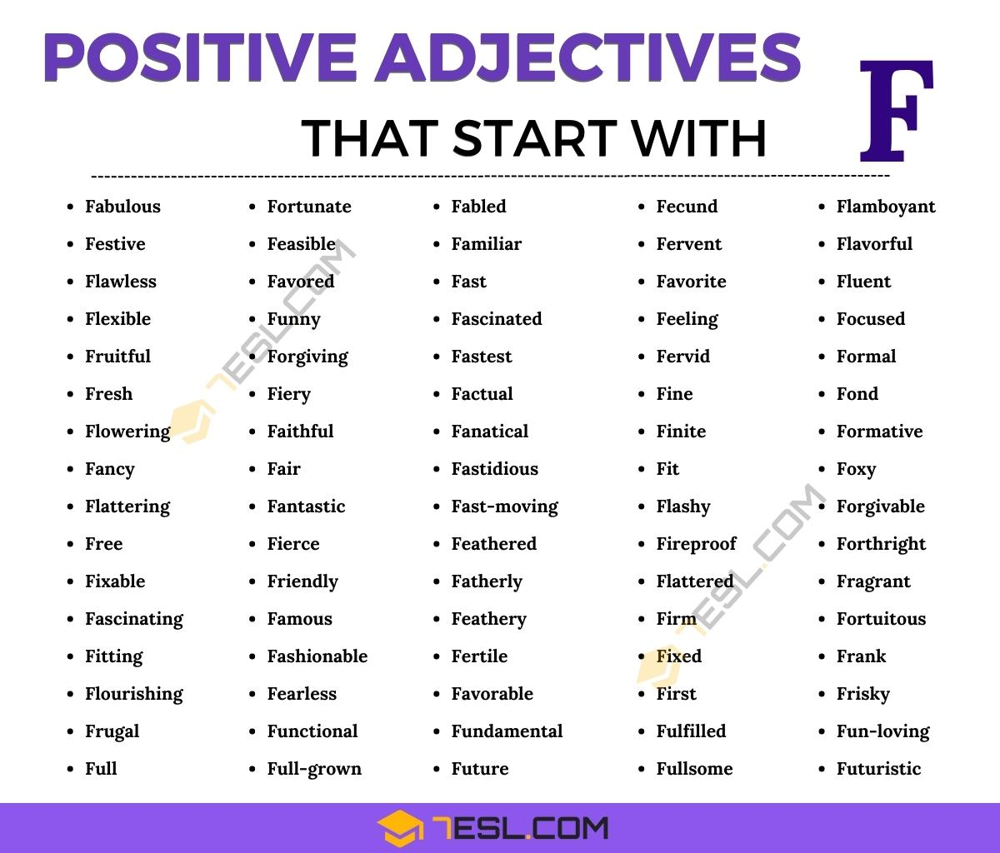 POSITIVE ADJECTIVES
THAT START WITH
F
• Fabulous
• Festive
• Flawless
• Flexible
• Fruitful
• Fresh
• Flowering
• Fancy
• Flattering
• Free
• Fixable
• Fascinating
• Fitting
• Flourishing
• Frugal
• Full
• Fortunate
• Feasible
• Favored
• Funny
• Forgiving
• Fiery
• Faithful
• Fair
• Fantastic
• Fierce
• Friendly
• Famous
• Fashionable
• Fearless
• Functional
• Full-grown
• Fabled
• Familiar
• Fast
• Fascinated
• Fastest
• Factual
• Fanatical
• Fastidious
• Fast-moving
• Feathered
• Fatherly
• Feathery
• Fertile
• Favorable
• Fundamental
• Future
• Fecund
• Fervent
• Favorite
• Feeling
• Fervid
• Fine
• Finite
• Fit
• Flashy
• Fireproof
• Flattered
• Firm
• Fixed
• First
• Fulfilled
• Fullsome
• Flamboyant
• Flavorful
• Fluent
• Focused
• Formal
• Fond
• Formative
• Foxy
• Forgivable
• Forthright
• Fragrant
• Fortuitous
• Frank
• Frisky
• Fun-loving
• Futuristic
7ESL.COM
7ESL.COM
7ESL.COM